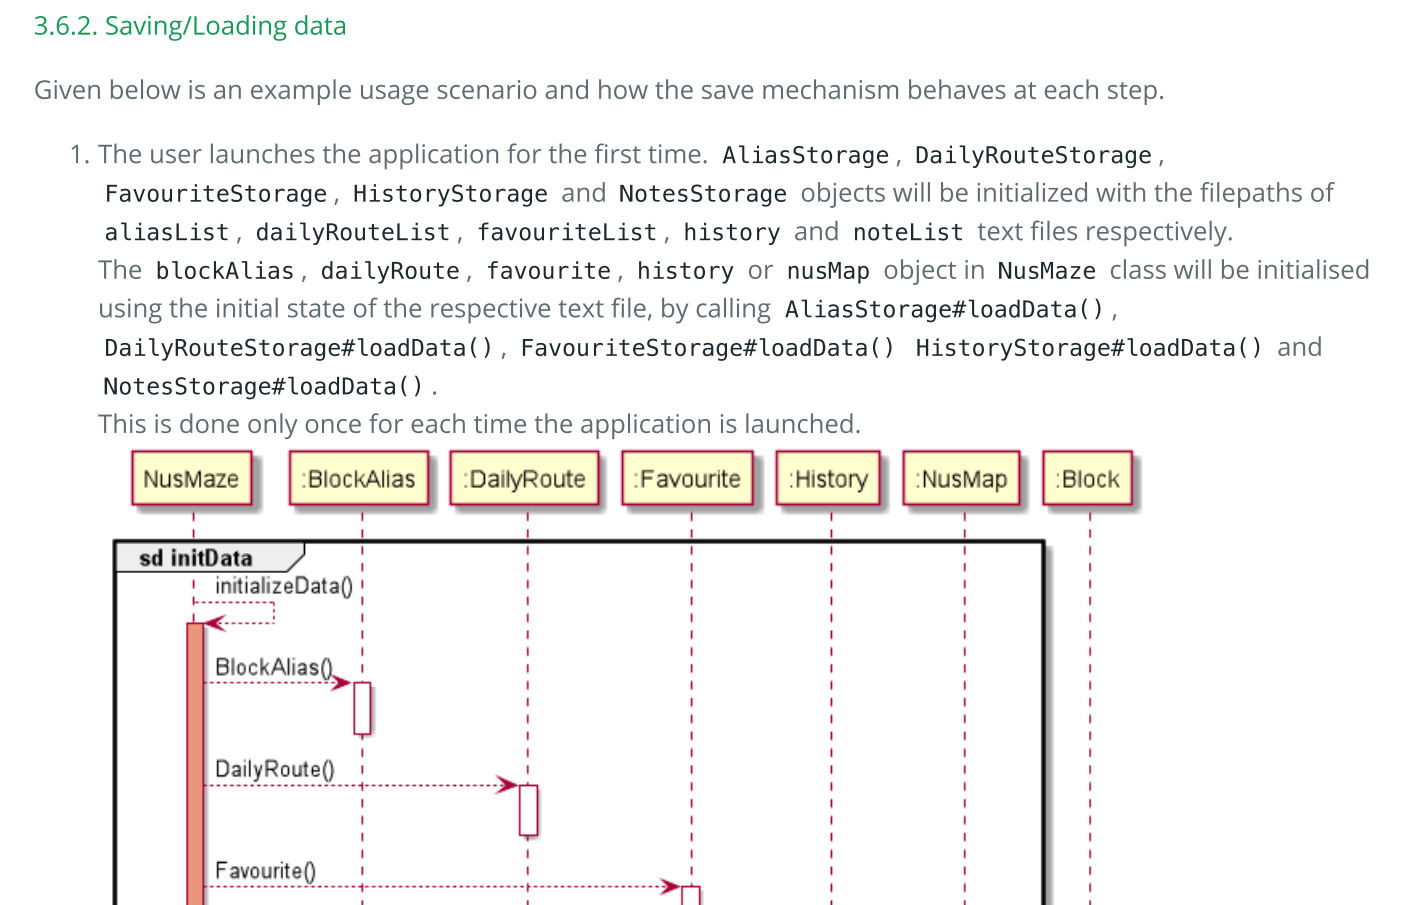 3.6.2. Saving/Loading data
Given below is an example usage scenario and how the save mechanism behaves at each step.
1. The user launches the application for the first time. AliasStorage, DailyRouteStorage,
FavouriteStorage, HistoryStorage and NotesStorage objects will be initialized with the filepaths of
aliasList, dailyRouteList, favouriteList, history and noteList text files respectively.
The blockAlias, dailyRoute, favourite, history or nusMap object in NusMaze class will be initialised
using the initial state of the respective text file, by calling AliasStorage#loadData(),
DailyRouteStorage#loadData(), FavouriteStorage#loadData() HistoryStorage#loadData() and
NotesStorage#loadData().
This is done only once for each time the application is launched.
NusMaze :BlockAlias :DailyRoute :Favourite :History :NusMap :Block
sd initData
initializeData()
BlockAlias()
DailyRoute()
Favourite()